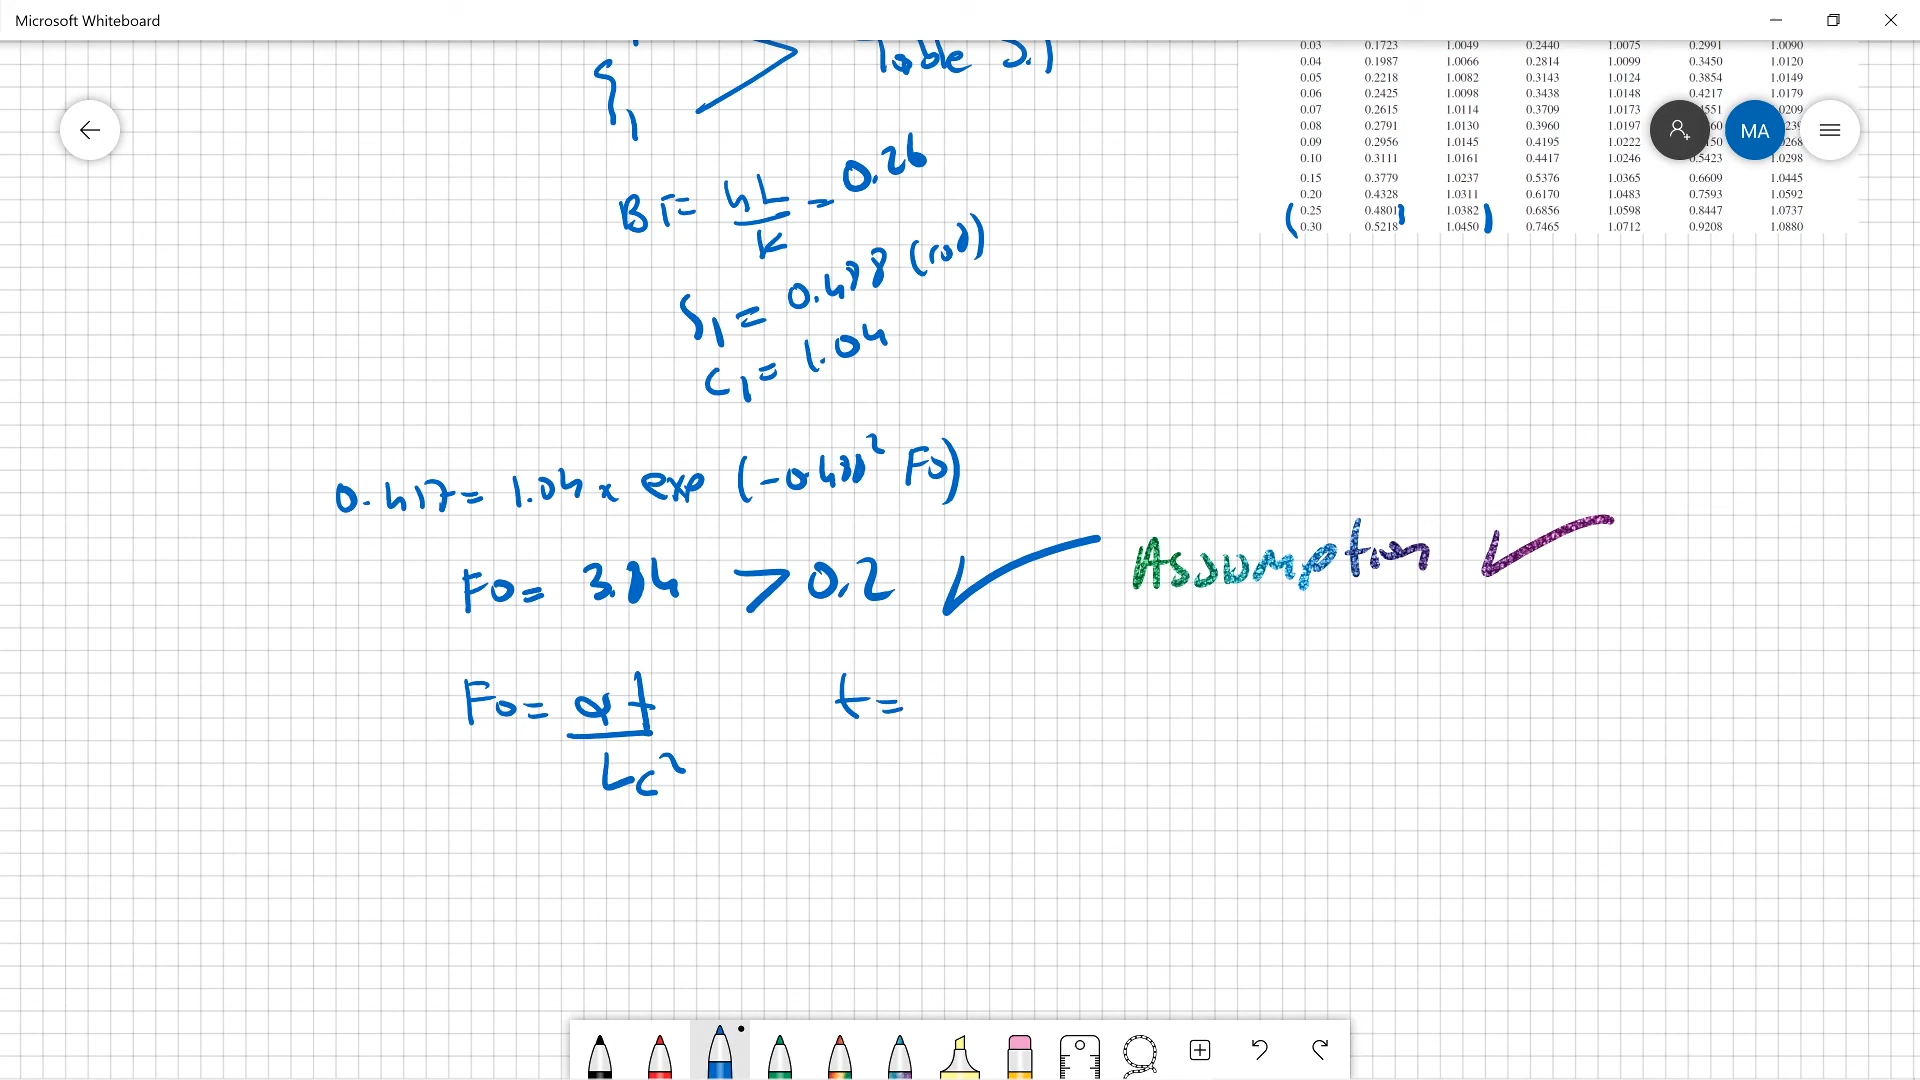 Microsoft Whiteboard
Table 5.1
ζ1
Bi = hL/K = 0.26
ζ1 = 0.488 (rad)
C1 = 1.04
0.417 = 1.04 x exp (-0.488² Fo)
Fo = 3.84 > 0.2 ✓ Assumption ✓
Fo = αt/Lc² t =
0.03 0.1723 1.0049 0.2440 1.0075 0.2991 1.0090
0.04 0.1987 1.0066 0.2814 1.0099 0.3450 1.0120
0.05 0.2218 1.0082 0.3143 1.0124 0.3854 1.0149
0.06 0.2425 1.0098 0.3438 1.0148 0.4217 1.0179
0.07 0.2615 1.0114 0.3709 1.0173
0.08 0.2791 1.0130 0.3960 1.0197
0.09 0.2956 1.0145 0.4195 1.0222
0.10 0.3111 1.0161 0.4417 1.0246 0.5423 1.0298
0.15 0.3779 1.0237 0.5376 1.0365 0.6609 1.0445
0.20 0.4328 1.0311 0.6170 1.0483 0.7593 1.0592
0.25 0.4801 1.0382 0.6856 1.0598 0.8447 1.0737
0.30 0.5218 1.0450 0.7465 1.0712 0.9208 1.0880
MA